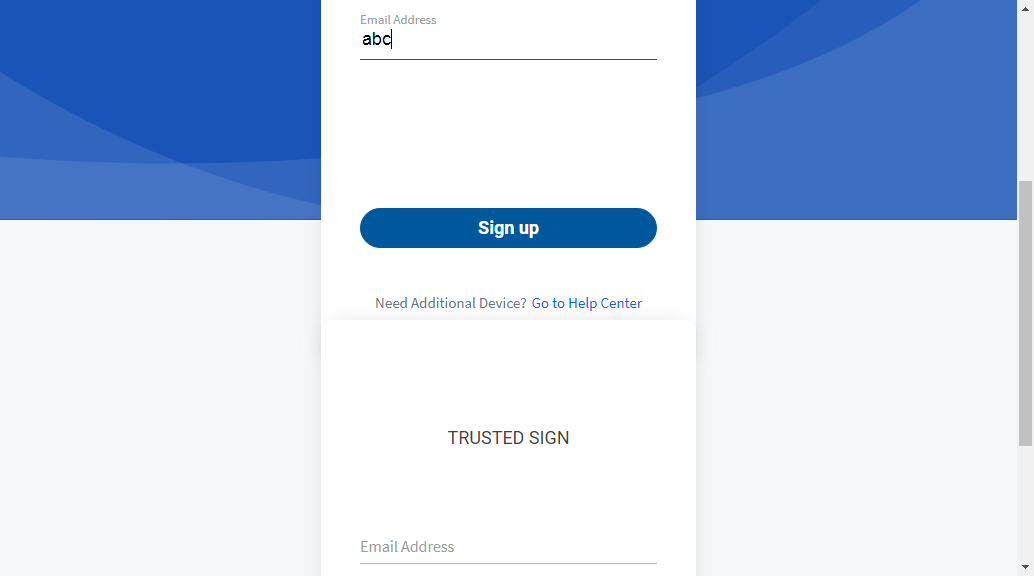 Email Address
abc
Sign up
Need Additional Device? Go to Help Center
TRUSTED SIGN
Email Address